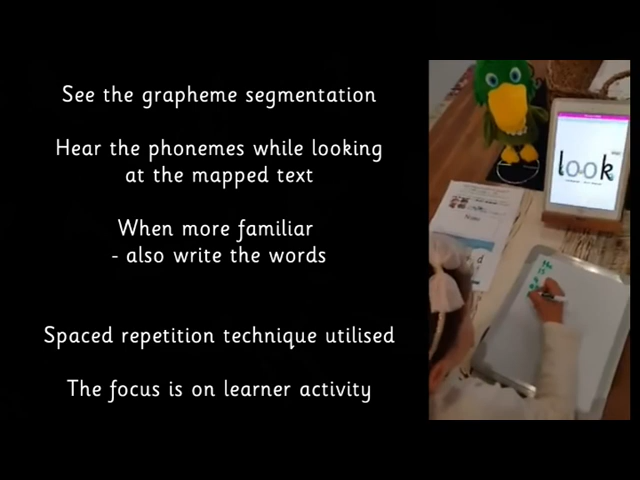 See the grapheme segmentation
Hear the phonemes while looking
at the mapped text
When more familiar
- also write the words
Spaced repetition technique utilised
The focus is on learner activity
look